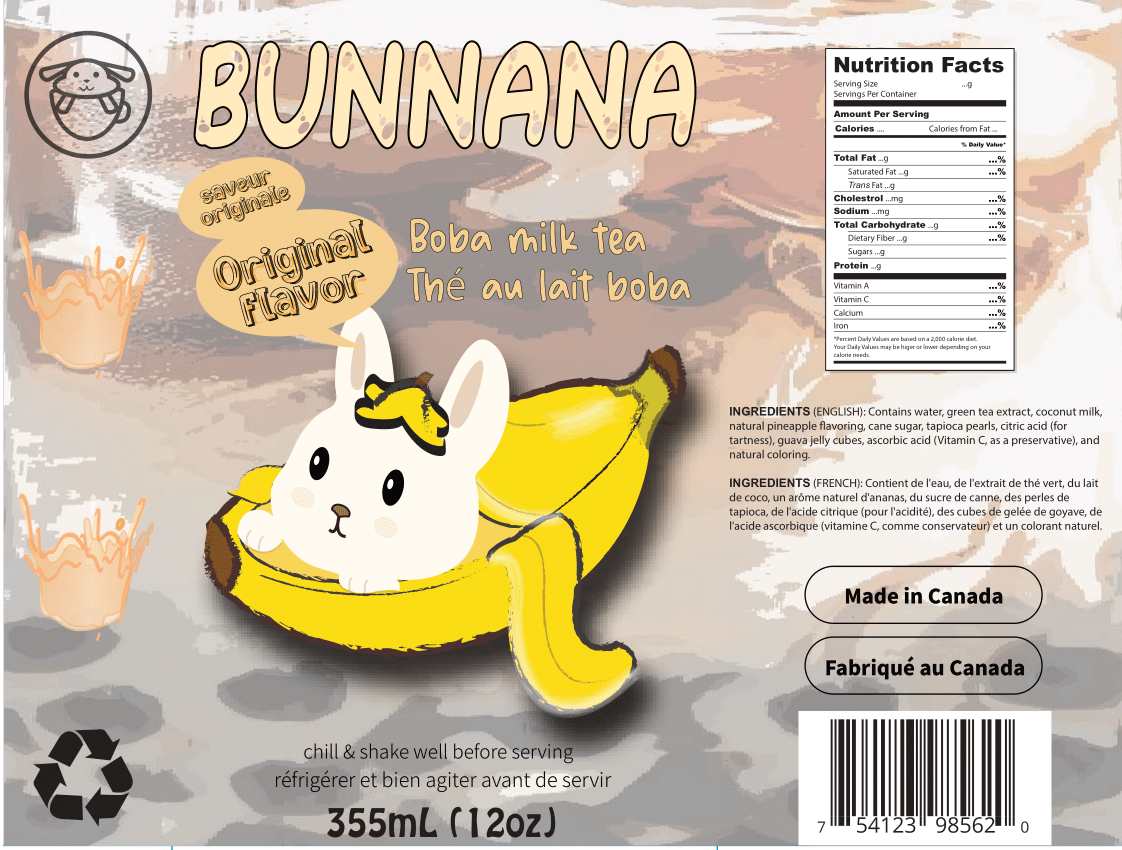 BUNNANA
saveur
originale
Original
Flavor
Boba milk tea
Thé au lait boba
chill & shake well before serving
réfrigérer et bien agiter avant de servir
355mL (12oz)
Nutrition Facts
Serving Size ...g
Servings Per Container
Amount Per Serving
Calories .... Calories from Fat ...
% Daily Value*
Total Fat ...g ...%
Saturated Fat ...g ...%
Trans Fat ...g
Cholestrol ...mg ...%
Sodium ...mg ...%
Total Carbohydrate ...g ...%
Dietary Fiber ...g ...%
Sugars ...g
Protein ...g
Vitamin A ...%
Vitamin C ...%
Calcium ...%
Iron ...%
*Percent Daily Values are based on a 2,000 calorie diet.
Your Daily Values may be higer or lower depending on your
calorie needs.
INGREDIENTS (ENGLISH): Contains water, green tea extract, coconut milk,
natural pineapple flavoring, cane sugar, tapioca pearls, citric acid (for
tartness), guava jelly cubes, ascorbic acid (Vitamin C, as a preservative), and
natural coloring.
INGREDIENTS (FRENCH): Contient de l'eau, de l'extrait de thé vert, du lait
de coco, un arôme naturel d'ananas, du sucre de canne, des perles de
tapioca, de l'acide citrique (pour l'acidité), des cubes de gelée de goyave, de
l'acide ascorbique (vitamine C, comme conservateur) et un colorant naturel.
Made in Canada
Fabriqué au Canada
7 54123 98562 0